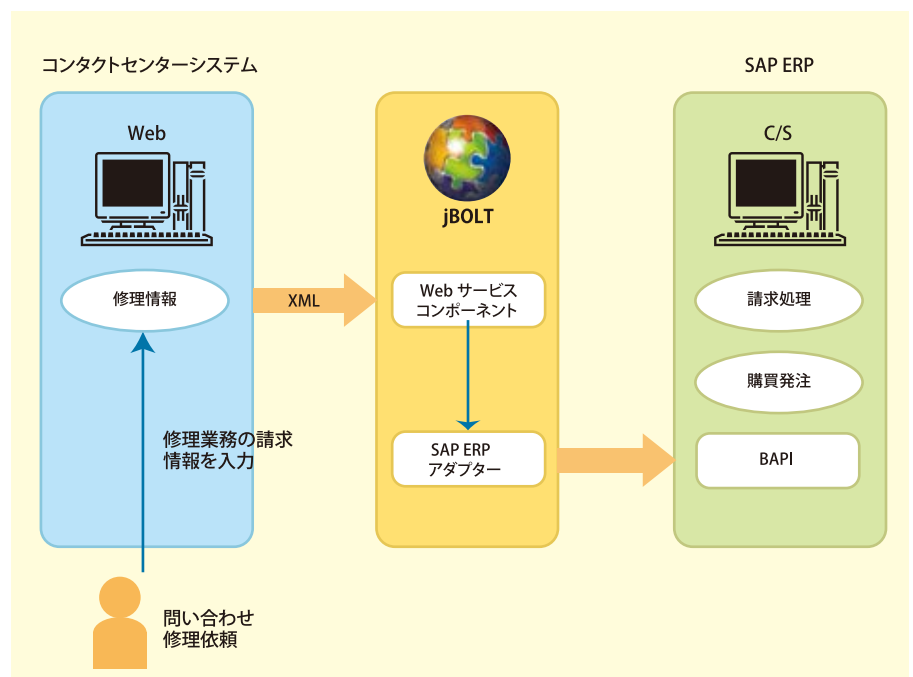 コンタクトセンターシステム
SAP ERP
Web
C/S
jBOLT
修理情報
XML
Web サービス
コンポーネント
請求処理
購買発注
修理業務の請求
情報を入力
SAP ERP
アダプター
BAPI
問い合わせ
修理依頼